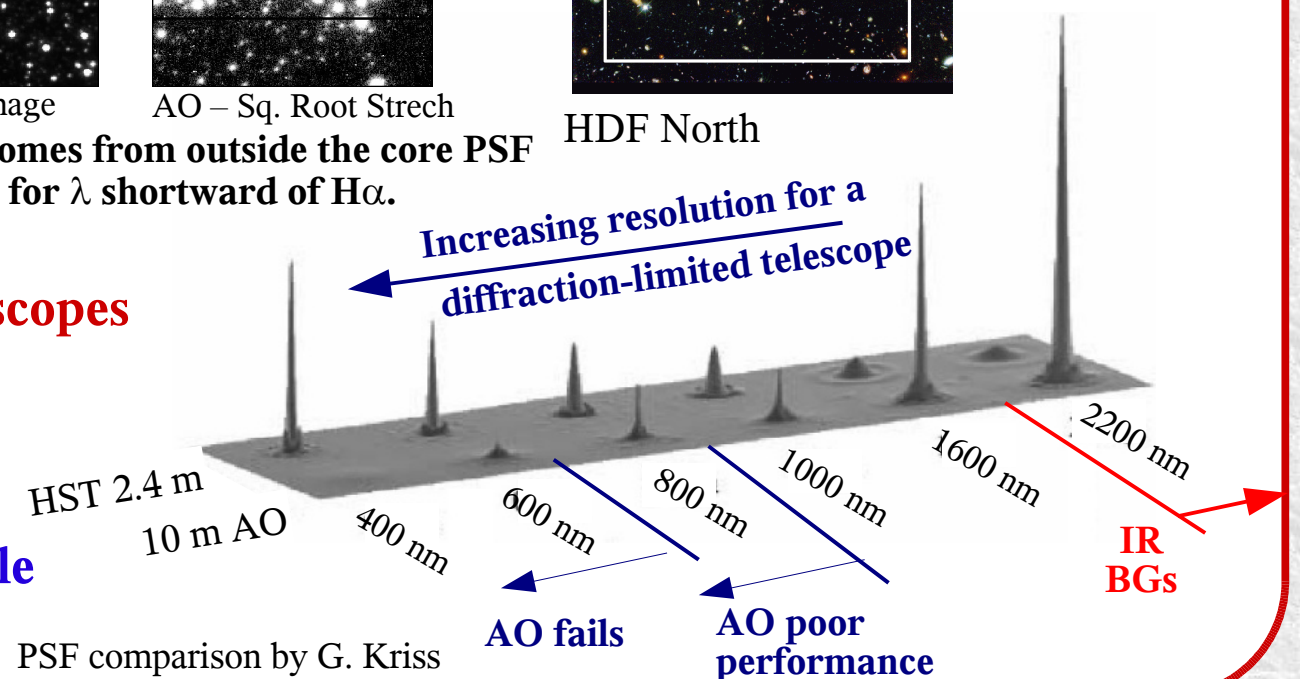 AO – Sq. Root Strech
HDF North
from outside the core PSF
for λ shortward of Hα.
Increasing resolution for a
diffraction-limited telescope
HST 2.4 m
10 m AO
400 nm
600 nm
800 nm
1000 nm
1600 nm
2200 nm
IR
BGs
AO fails
AO poor
performance
PSF comparison by G. Kriss